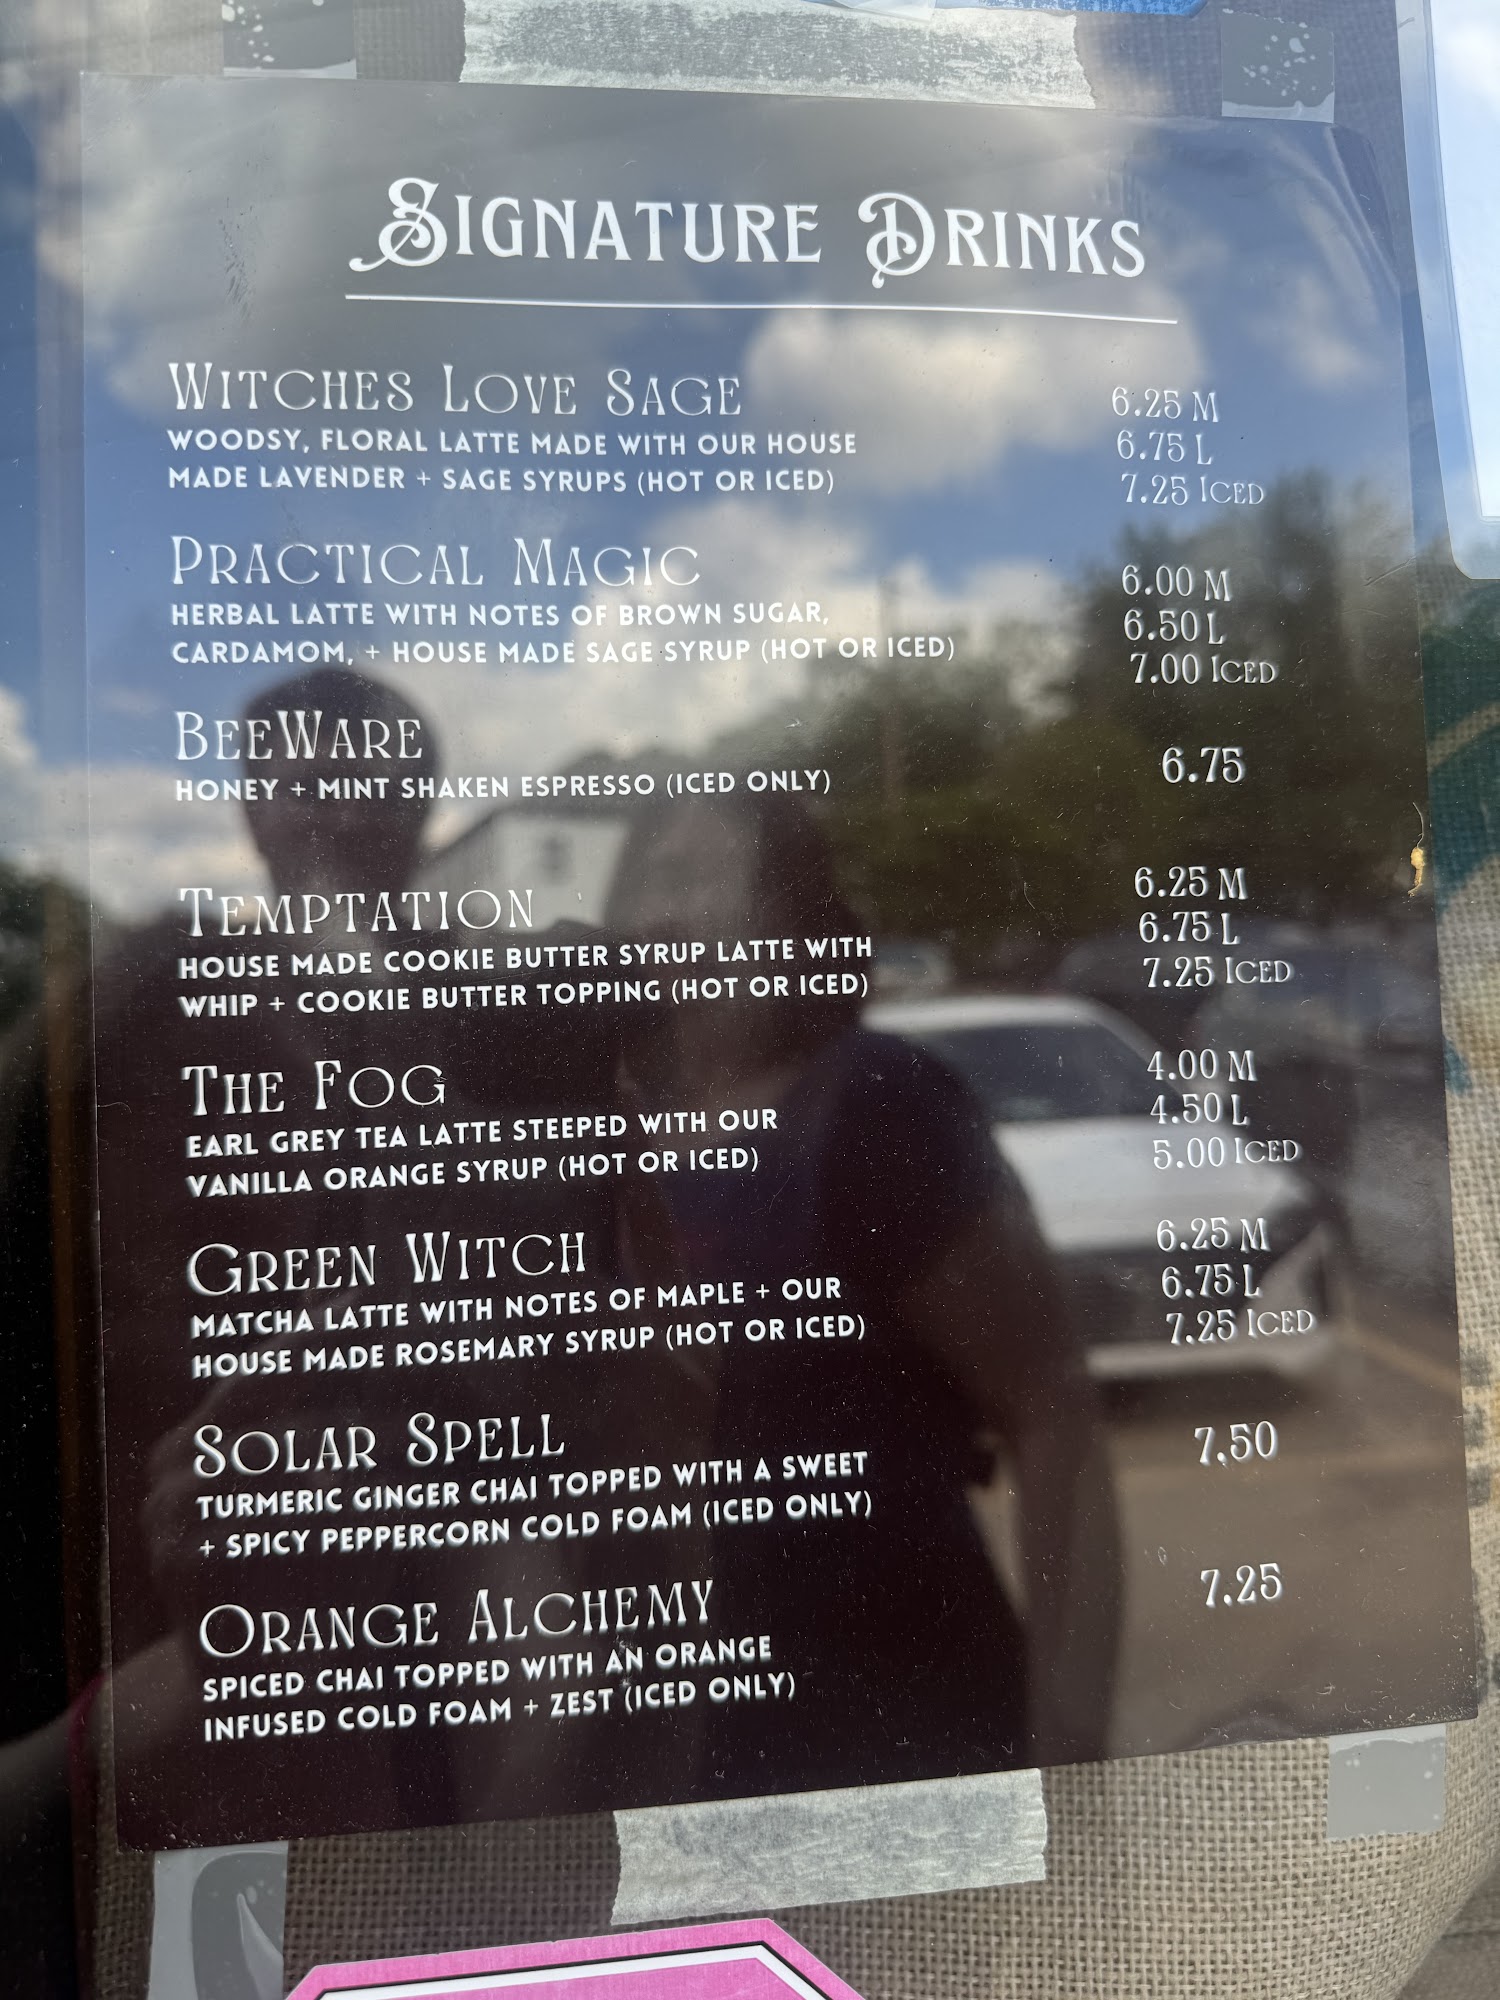 Signature Drinks
Witches Love Sage
WOODSY, FLORAL LATTE MADE WITH OUR HOUSE
MADE LAVENDER + SAGE SYRUPS (HOT OR ICED)
6.25 M
6.75 L
7.25 Iced
Practical Magic
HERBAL LATTE WITH NOTES OF BROWN SUGAR,
CARDAMOM, + HOUSE MADE SAGE SYRUP (HOT OR ICED)
6.00 M
6.50 L
7.00 Iced
BeeWare
HONEY + MINT SHAKEN ESPRESSO (ICED ONLY)
6.75
Temptation
HOUSE MADE COOKIE BUTTER SYRUP LATTE WITH
WHIP + COOKIE BUTTER TOPPING (HOT OR ICED)
6.25 M
6.75 L
7.25 Iced
The Fog
EARL GREY TEA LATTE STEEPED WITH OUR
VANILLA ORANGE SYRUP (HOT OR ICED)
4.00 M
4.50 L
5.00 Iced
Green Witch
MATCHA LATTE WITH NOTES OF MAPLE + OUR
HOUSE MADE ROSEMARY SYRUP (HOT OR ICED)
6.25 M
6.75 L
7.25 Iced
Solar Spell
TURMERIC GINGER CHAI TOPPED WITH A SWEET
+ SPICY PEPPERCORN COLD FOAM (ICED ONLY)
7.50
Orange Alchemy
SPICED CHAI TOPPED WITH AN ORANGE
INFUSED COLD FOAM + ZEST (ICED ONLY)
7.25